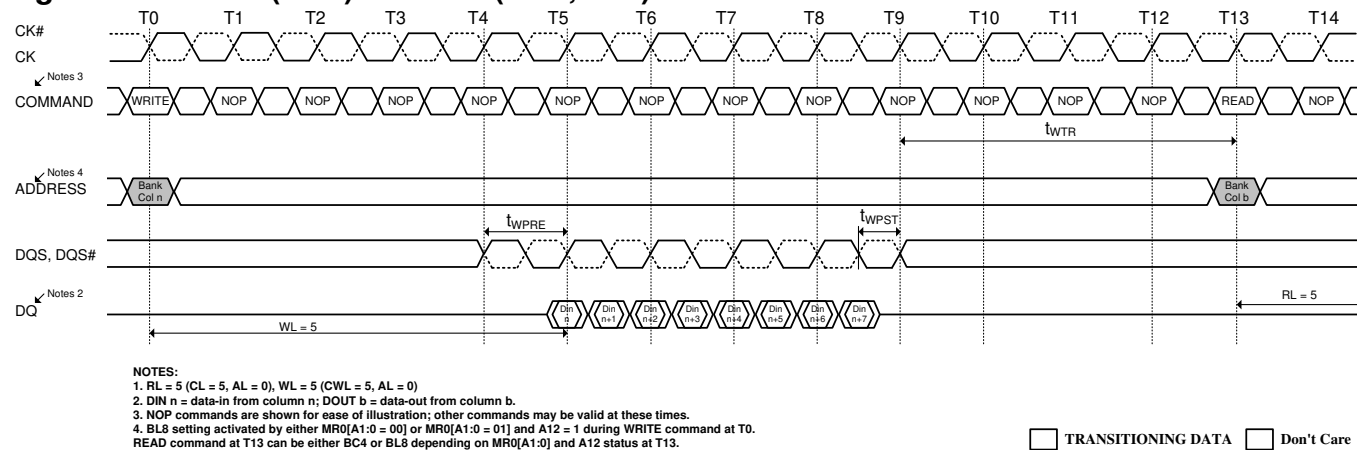 T0 T1 T2 T3 T4 T5 T6 T7 T8 T9 T10 T11 T12 T13 T14
CK#
CK
Notes 3
COMMAND WRITE NOP NOP NOP NOP NOP NOP NOP NOP NOP NOP NOP NOP READ NOP
tWTR
Notes 4
ADDRESS Bank Col n Bank Col b
tWPRE tWPST
DQS, DQS#
Notes 2
DQ Din n Din n+1 Din n+2 Din n+3 Din n+4 Din n+5 Din n+6 Din n+7
RL = 5
WL = 5
NOTES:
1. RL = 5 (CL = 5, AL = 0), WL = 5 (CWL = 5, AL = 0)
2. DIN n = data-in from column n; DOUT b = data-out from column b.
3. NOP commands are shown for ease of illustration; other commands may be valid at these times.
4. BL8 setting activated by either MR0[A1:0 = 00] or MR0[A1:0 = 01] and A12 = 1 during WRITE command at T0.
READ command at T13 can be either BC4 or BL8 depending on MR0[A1:0] and A12 status at T13.
TRANSITIONING DATA Don't Care